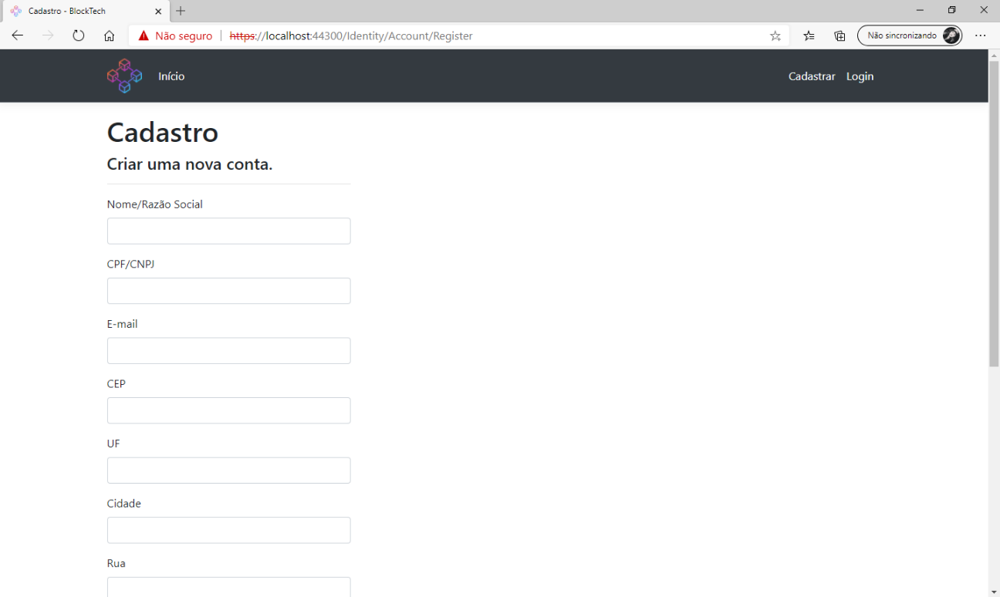 Cadastro - BlockTech
Não seguro https://localhost:44300/Identity/Account/Register Não sincronizando
Início Cadastrar Login
Cadastro
Criar uma nova conta.
Nome/Razão Social
CPF/CNPJ
E-mail
CEP
UF
Cidade
Rua